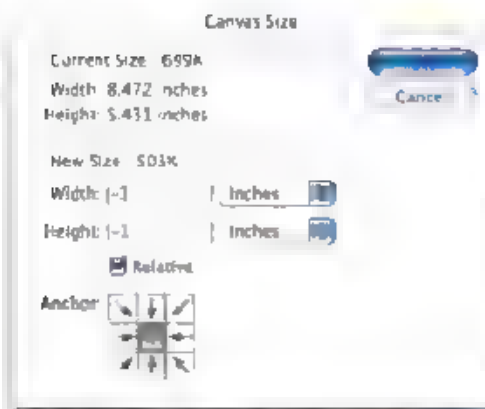 Canvas Size
Current Size: 699K
Width: 8.472 inches
Height: 5.431 inches
Cancel
New Size: 503K
Width: -1 inches
Height: -1 inches
Relative
Anchor: